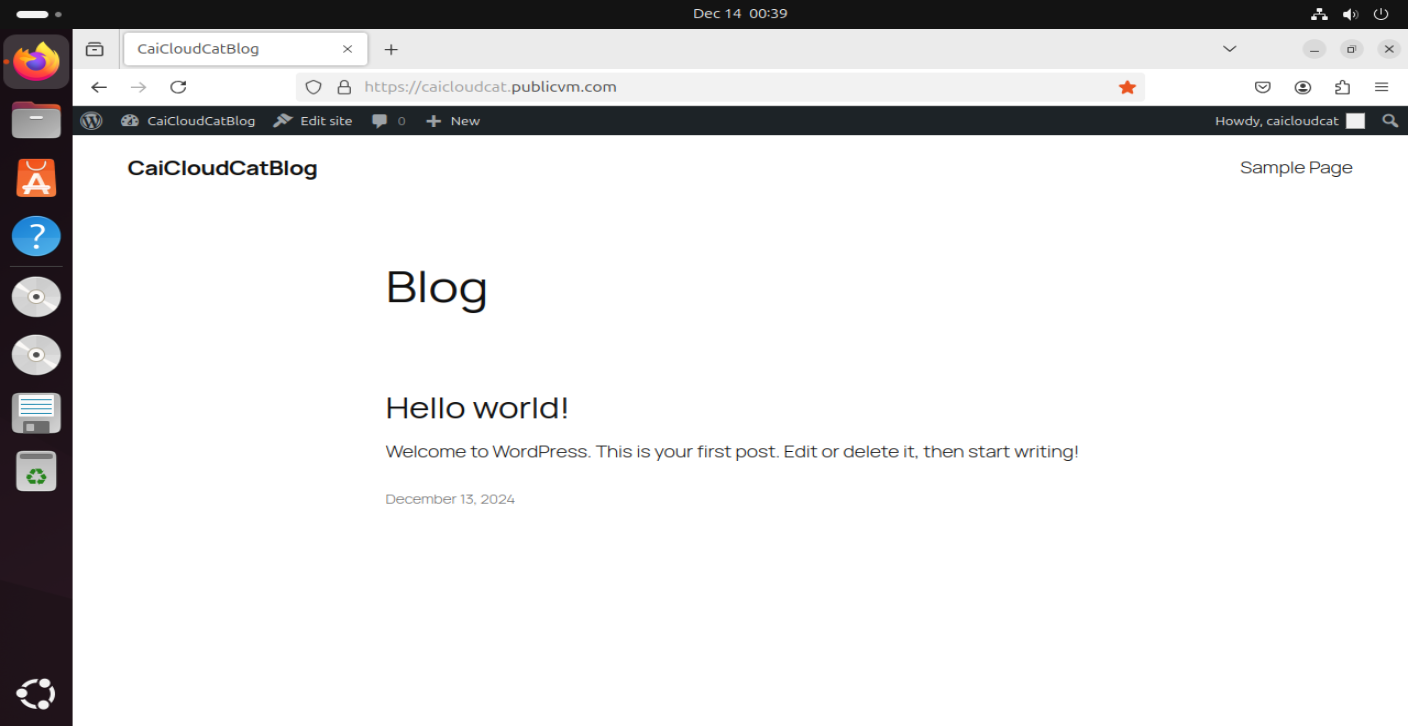 Dec 14 00:39
CaiCloudCatBlog
https://caicloudcat.publicvm.com
CaiCloudCatBlog Edit site 0 New Howdy, caicloudcat
CaiCloudCatBlog Sample Page
Blog
Hello world!
Welcome to WordPress. This is your first post. Edit or delete it, then start writing!
December 13, 2024